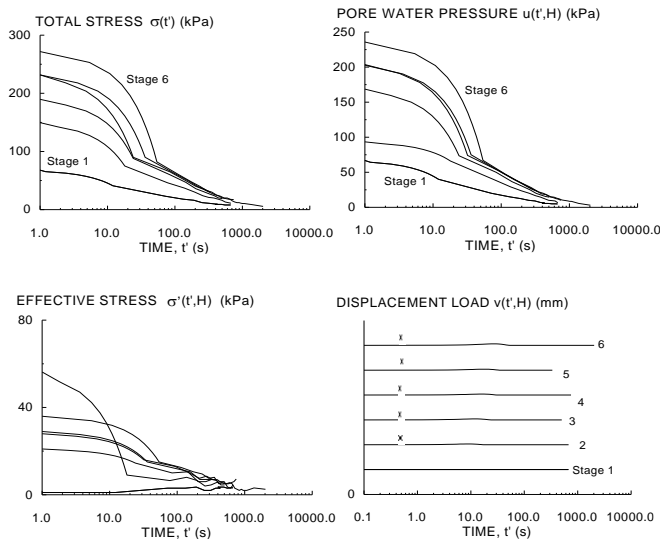 TOTAL STRESS σ(t') (kPa)
300
200
100
0
Stage 6
Stage 1
1.0 10.0 100.0 1000.0 10000.0
TIME, t' (s)
PORE WATER PRESSURE u(t',H) (kPa)
250
200
150
100
50
0
Stage 6
Stage 1
1.0 10.0 100.0 1000.0 10000.0
TIME, t' (s)
EFFECTIVE STRESS σ'(t',H) (kPa)
80
40
0
1.0 10.0 100.0 1000.0 10000.0
TIME, t' (s)
DISPLACEMENT LOAD v(t',H) (mm)
6
5
4
3
2
Stage 1
0
0.1 1.0 10.0 100.0 1000.0 10000.0
TIME, t' (s)